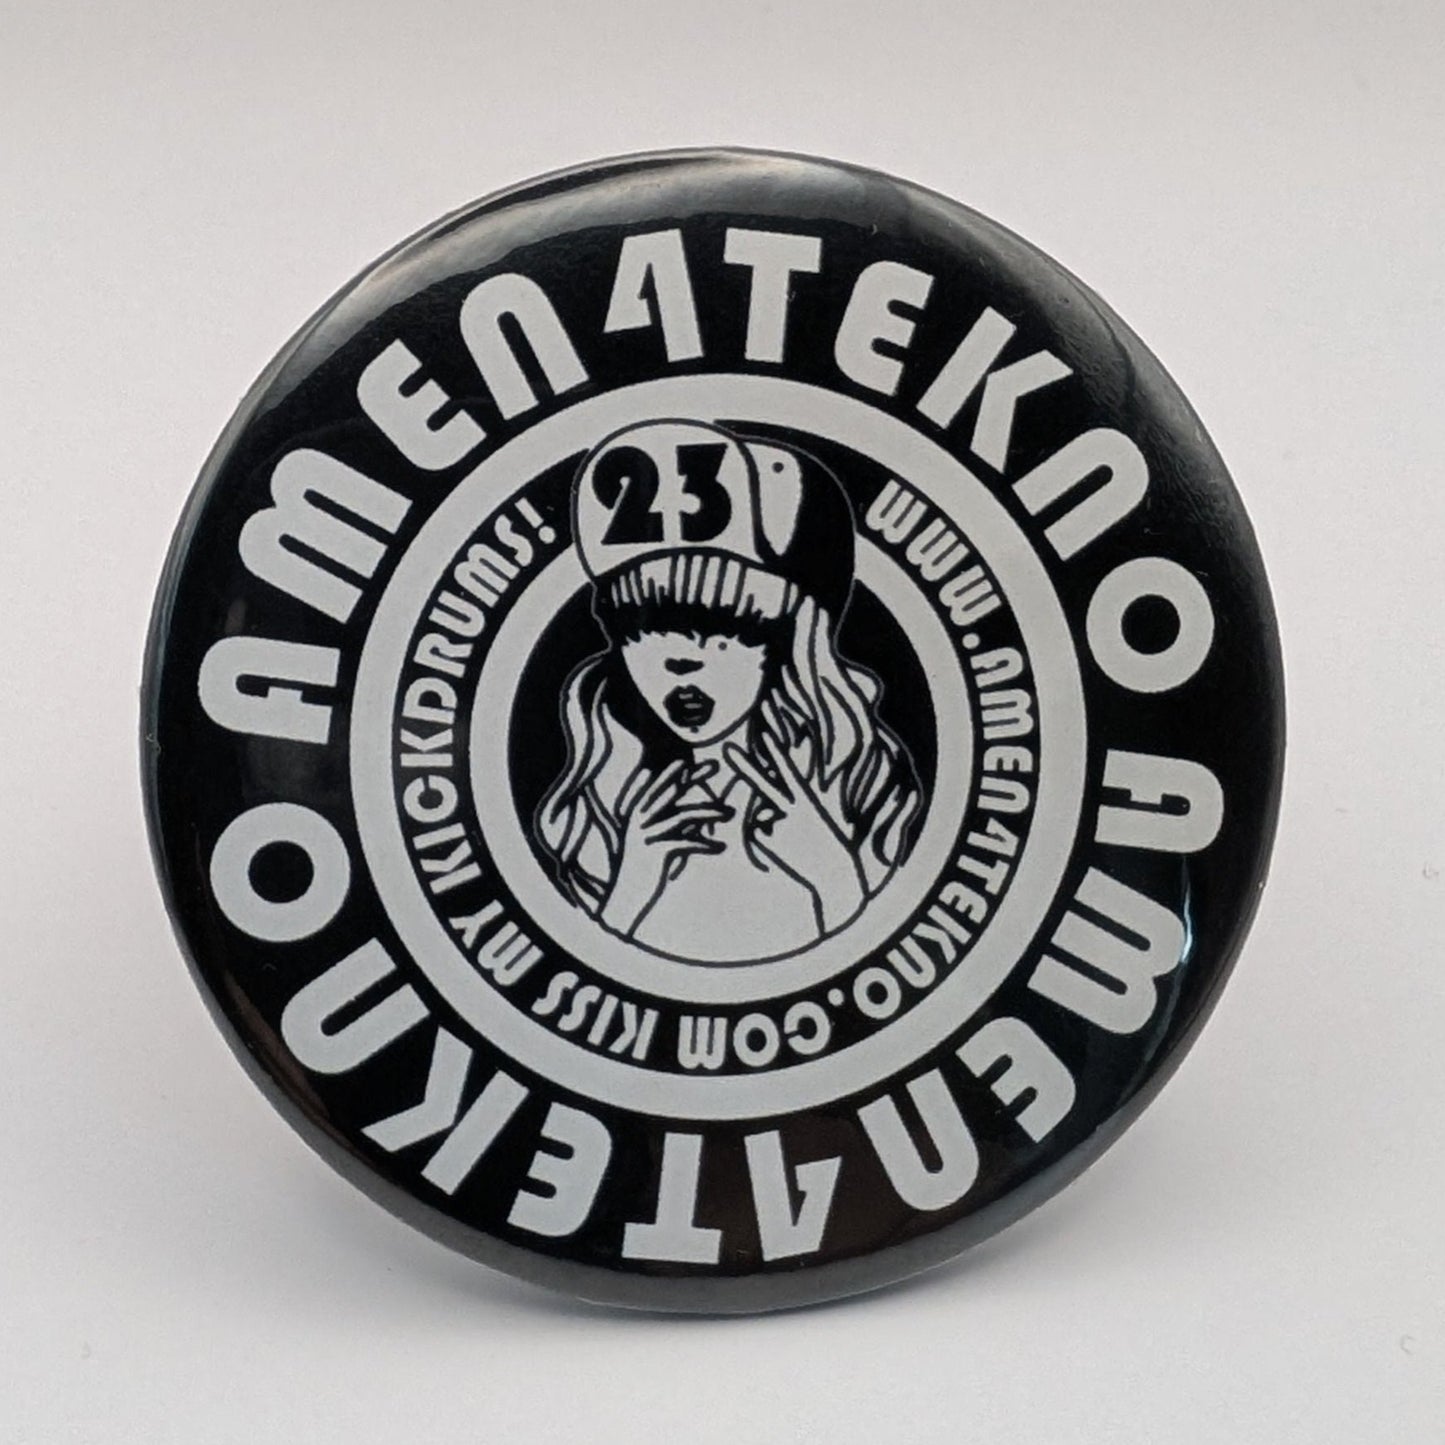 AMEN4TEKNO AMEN4TEKNO
WWW.AMEN4TEKNO.COM KISS MY KICKDRUMS!
23